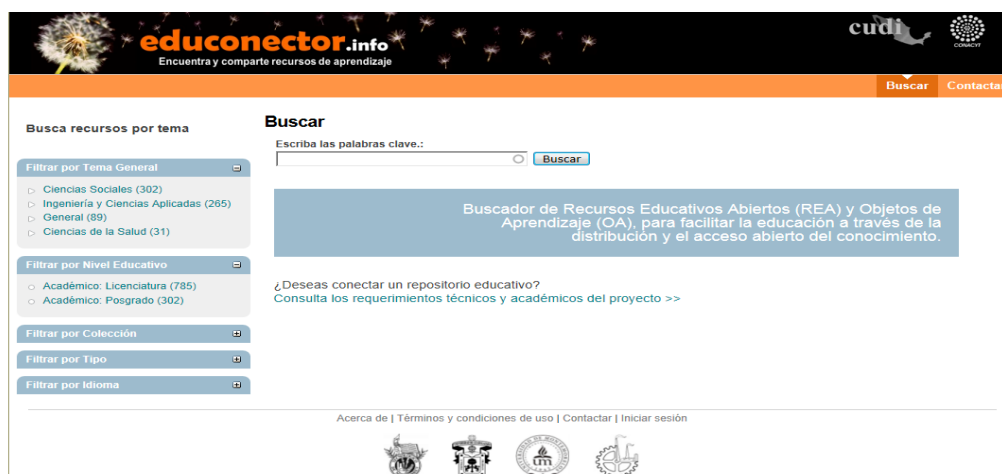 educonector.info
Encuentra y comparte recursos de aprendizaje
cudi
CONACYT
Buscar Contactar
Busca recursos por tema
Filtrar por Tema General
Ciencias Sociales (302)
Ingeniería y Ciencias Aplicadas (265)
General (89)
Ciencias de la Salud (31)
Filtrar por Nivel Educativo
Académico: Licenciatura (785)
Académico: Posgrado (302)
Filtrar por Colección
Filtrar por Tipo
Filtrar por Idioma
Buscar
Escriba las palabras clave.:
Buscar
Buscador de Recursos Educativos Abiertos (REA) y Objetos de
Aprendizaje (OA), para facilitar la educación a través de la
distribución y el acceso abierto del conocimiento.
¿Deseas conectar un repositorio educativo?
Consulta los requerimientos técnicos y académicos del proyecto >>
Acerca de | Términos y condiciones de uso | Contactar | Iniciar sesión